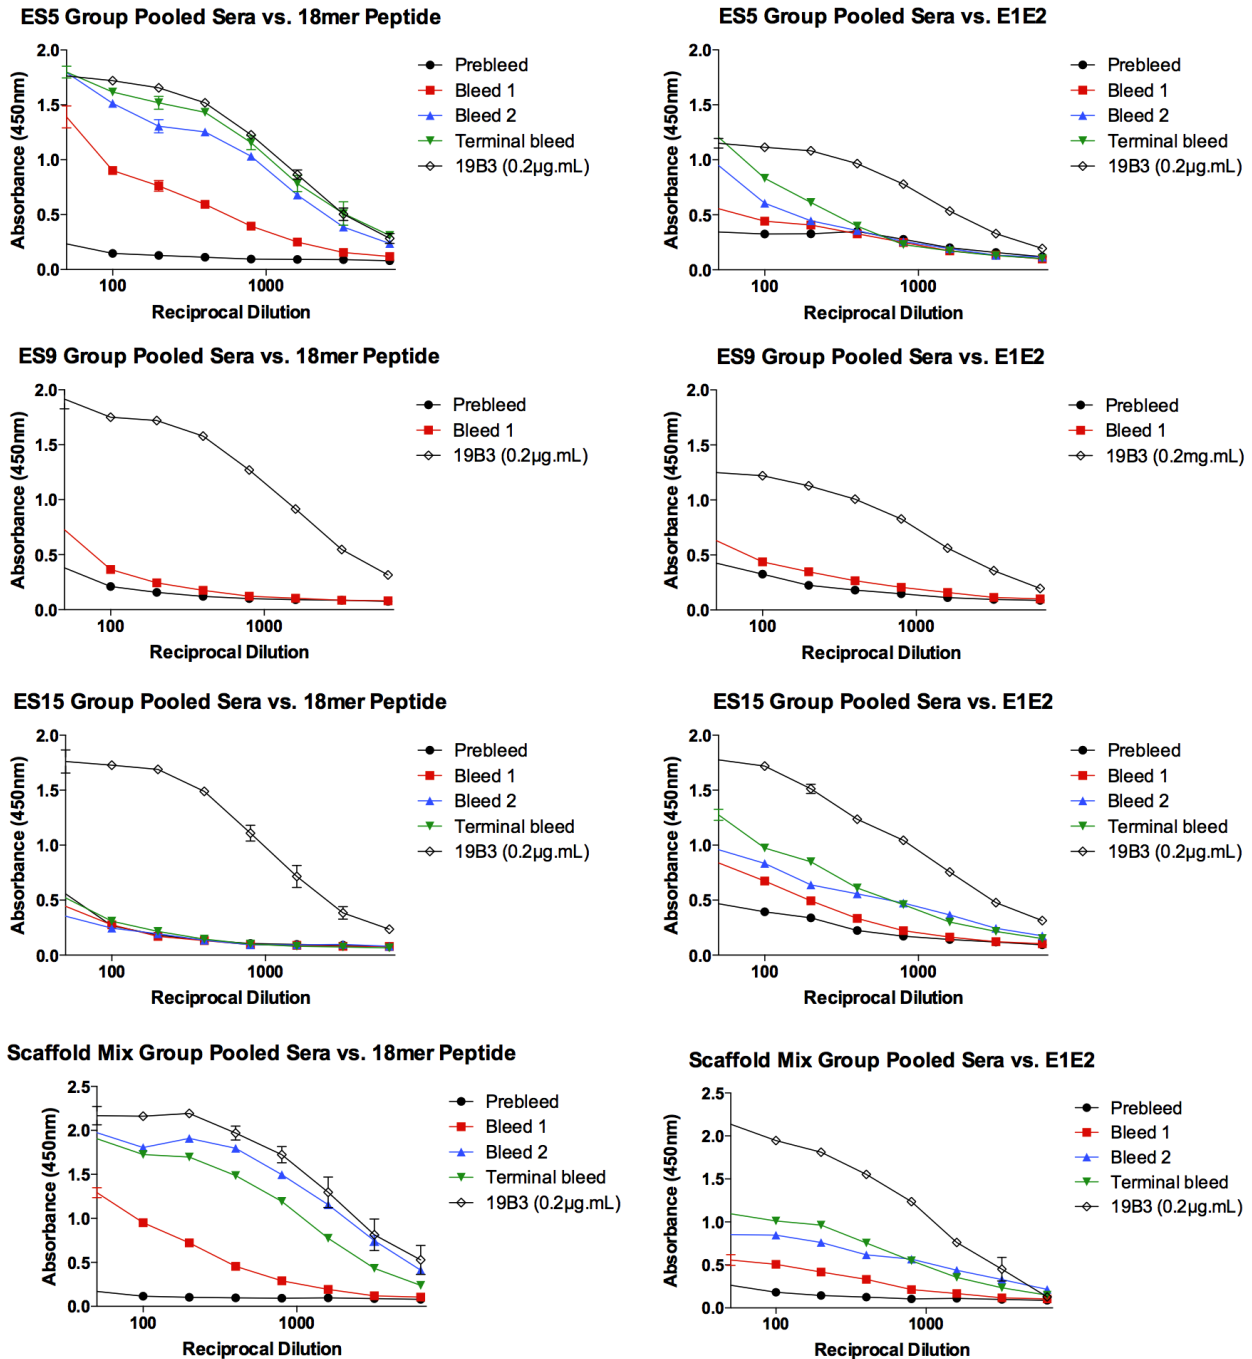 ES5 Group Pooled Sera vs. 18mer Peptide
Absorbance (450nm)
2.0
1.5
1.0
0.5
0.0
100
1000
Reciprocal Dilution
Prebleed
Bleed 1
Bleed 2
Terminal bleed
19B3 (0.2µg.mL)
ES5 Group Pooled Sera vs. E1E2
Absorbance (450nm)
2.0
1.5
1.0
0.5
0.0
100
1000
Reciprocal Dilution
Prebleed
Bleed 1
Bleed 2
Terminal bleed
19B3 (0.2µg.mL)
ES9 Group Pooled Sera vs. 18mer Peptide
Absorbance (450nm)
2.0
1.5
1.0
0.5
0.0
100
1000
Reciprocal Dilution
Prebleed
Bleed 1
19B3 (0.2µg.mL)
ES9 Group Pooled Sera vs. E1E2
Absorbance (450nm)
2.0
1.5
1.0
0.5
0.0
100
1000
Reciprocal Dilution
Prebleed
Bleed 1
19B3 (0.2mg.mL)
ES15 Group Pooled Sera vs. 18mer Peptide
Absorbance (450nm)
2.0
1.5
1.0
0.5
0.0
100
1000
Reciprocal Dilution
Prebleed
Bleed 1
Bleed 2
Terminal bleed
19B3 (0.2µg.mL)
ES15 Group Pooled Sera vs. E1E2
Absorbance (450nm)
2.0
1.5
1.0
0.5
0.0
100
1000
Reciprocal Dilution
Prebleed
Bleed 1
Bleed 2
Terminal bleed
19B3 (0.2µg.mL)
Scaffold Mix Group Pooled Sera vs. 18mer Peptide
Absorbance (450nm)
2.5
2.0
1.5
1.0
0.5
0.0
100
1000
Reciprocal Dilution
Prebleed
Bleed 1
Bleed 2
Terminal bleed
19B3 (0.2µg.mL)
Scaffold Mix Group Pooled Sera vs. E1E2
Absorbance (450nm)
2.5
2.0
1.5
1.0
0.5
0.0
100
1000
Reciprocal Dilution
Prebleed
Bleed 1
Bleed 2
Terminal bleed
19B3 (0.2µg.mL)